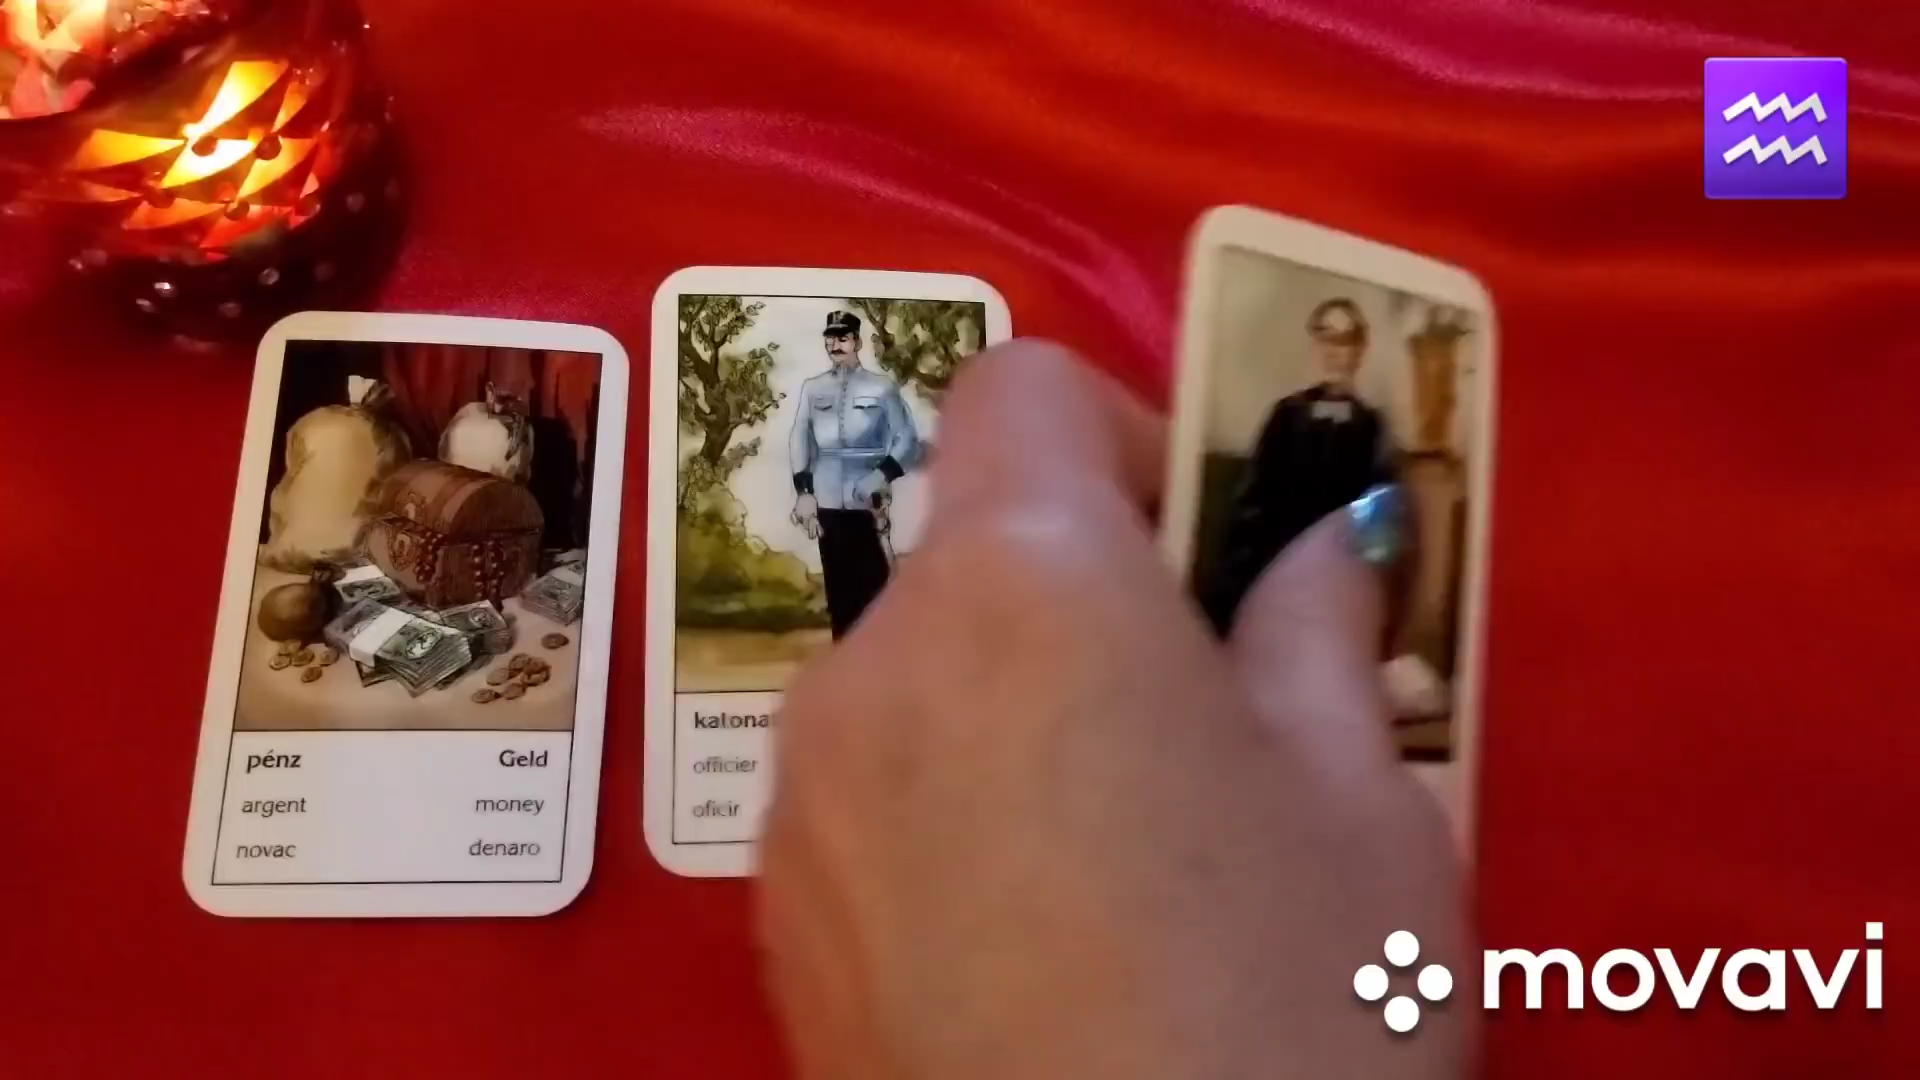 pénz Geld
argent money
novac denaro
katona
officier
oficir
movavi